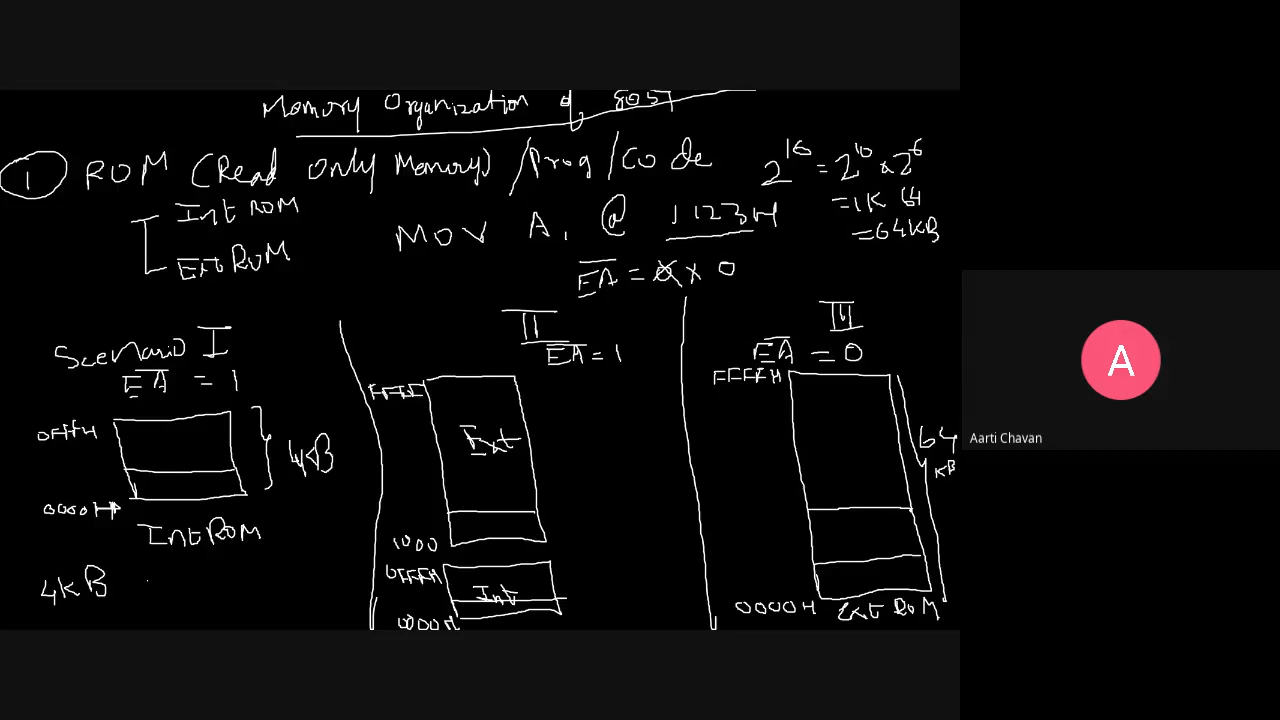 Memory Organization of 8051
1 ROM (Read Only Memory) /Prog/Code
2^16 = 2^10 x 2^6
= 1K 64
= 64KB
Int ROM
Ext ROM
MOV A, @ 1123H
EA = x 0
Scenario I
EA = 1
0FFFH
4KB
0000H
Int ROM
4KB
II
EA = 1
FFFF
Ext
1000
0FFFH
Int
0000H
III
EA = 0
FFFFH
64
KB
0000H
Ext ROM
A
Aarti Chavan